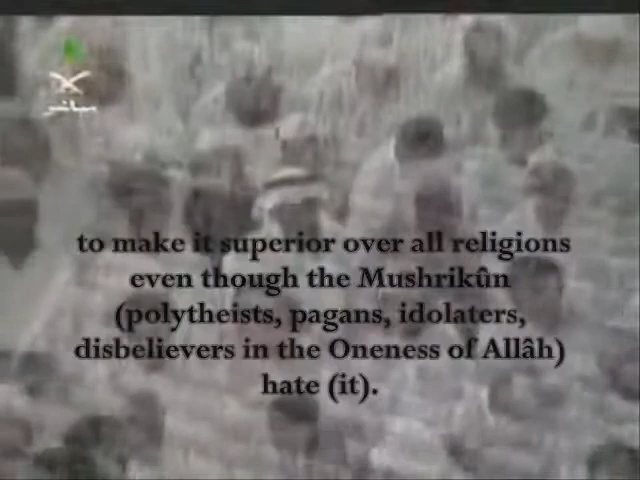 مباشر
to make it superior over all religions
even though the Mushrikûn
(polytheists, pagans, idolaters,
disbelievers in the Oneness of Allâh)
hate (it).